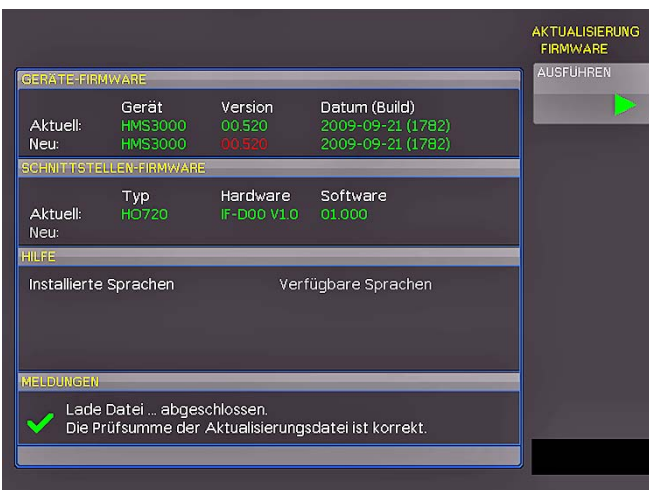 AKTUALISIERUNG
FIRMWARE
AUSFÜHREN
GERÄTE-FIRMWARE
Gerät Version Datum (Build)
Aktuell: HMS3000 00.520 2009-09-21 (1782)
Neu: HMS3000 00.520 2009-09-21 (1782)
SCHNITTSTELLEN-FIRMWARE
Typ Hardware Software
Aktuell: HO720 IF-D00 V1.0 01.000
Neu:
HILFE
Installierte Sprachen Verfügbare Sprachen
MELDUNGEN
Lade Datei ... abgeschlossen.
Die Prüfsumme der Aktualisierungsdatei ist korrekt.